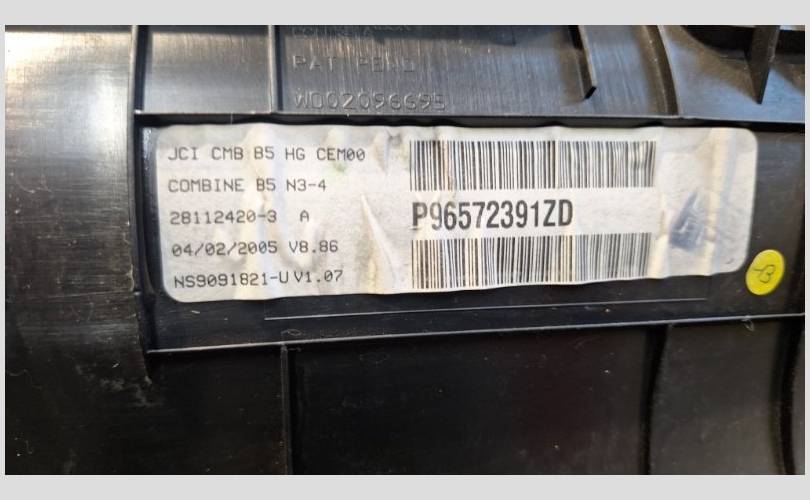 PAT PEND
W002096695
JCI CMB B5 HG CEM00
COMBINE B5 N3-4
28112420-3 A
04/02/2005 V8.86
NS9091821-U V1.07
P96572391ZD